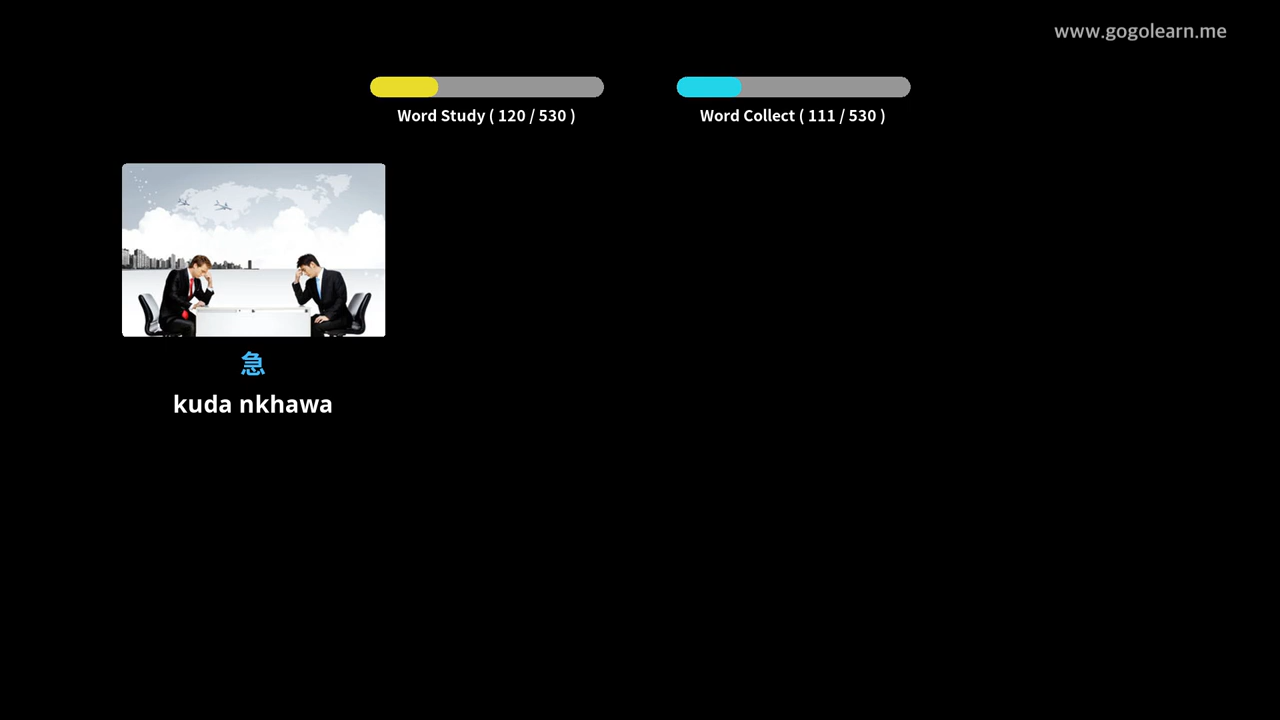 www.gogolearn.me
Word Study ( 120 / 530 )
Word Collect ( 111 / 530 )
急
kuda nkhawa